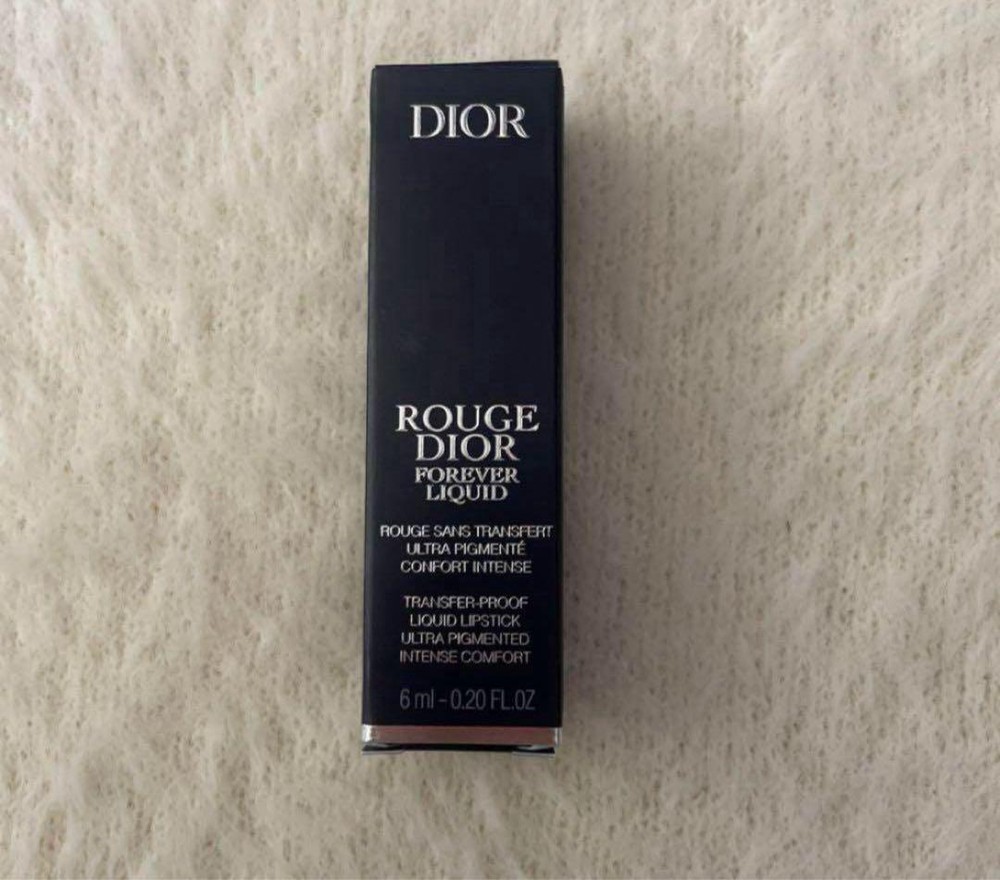 DIOR
ROUGE
DIOR
FOREVER
LIQUID
ROUGE SANS TRANSFERT
ULTRA PIGMENTÉ
CONFORT INTENSE
TRANSFER-PROOF
LIQUID LIPSTICK
ULTRA PIGMENTED
INTENSE COMFORT
6 ml - 0.20 FL.OZ